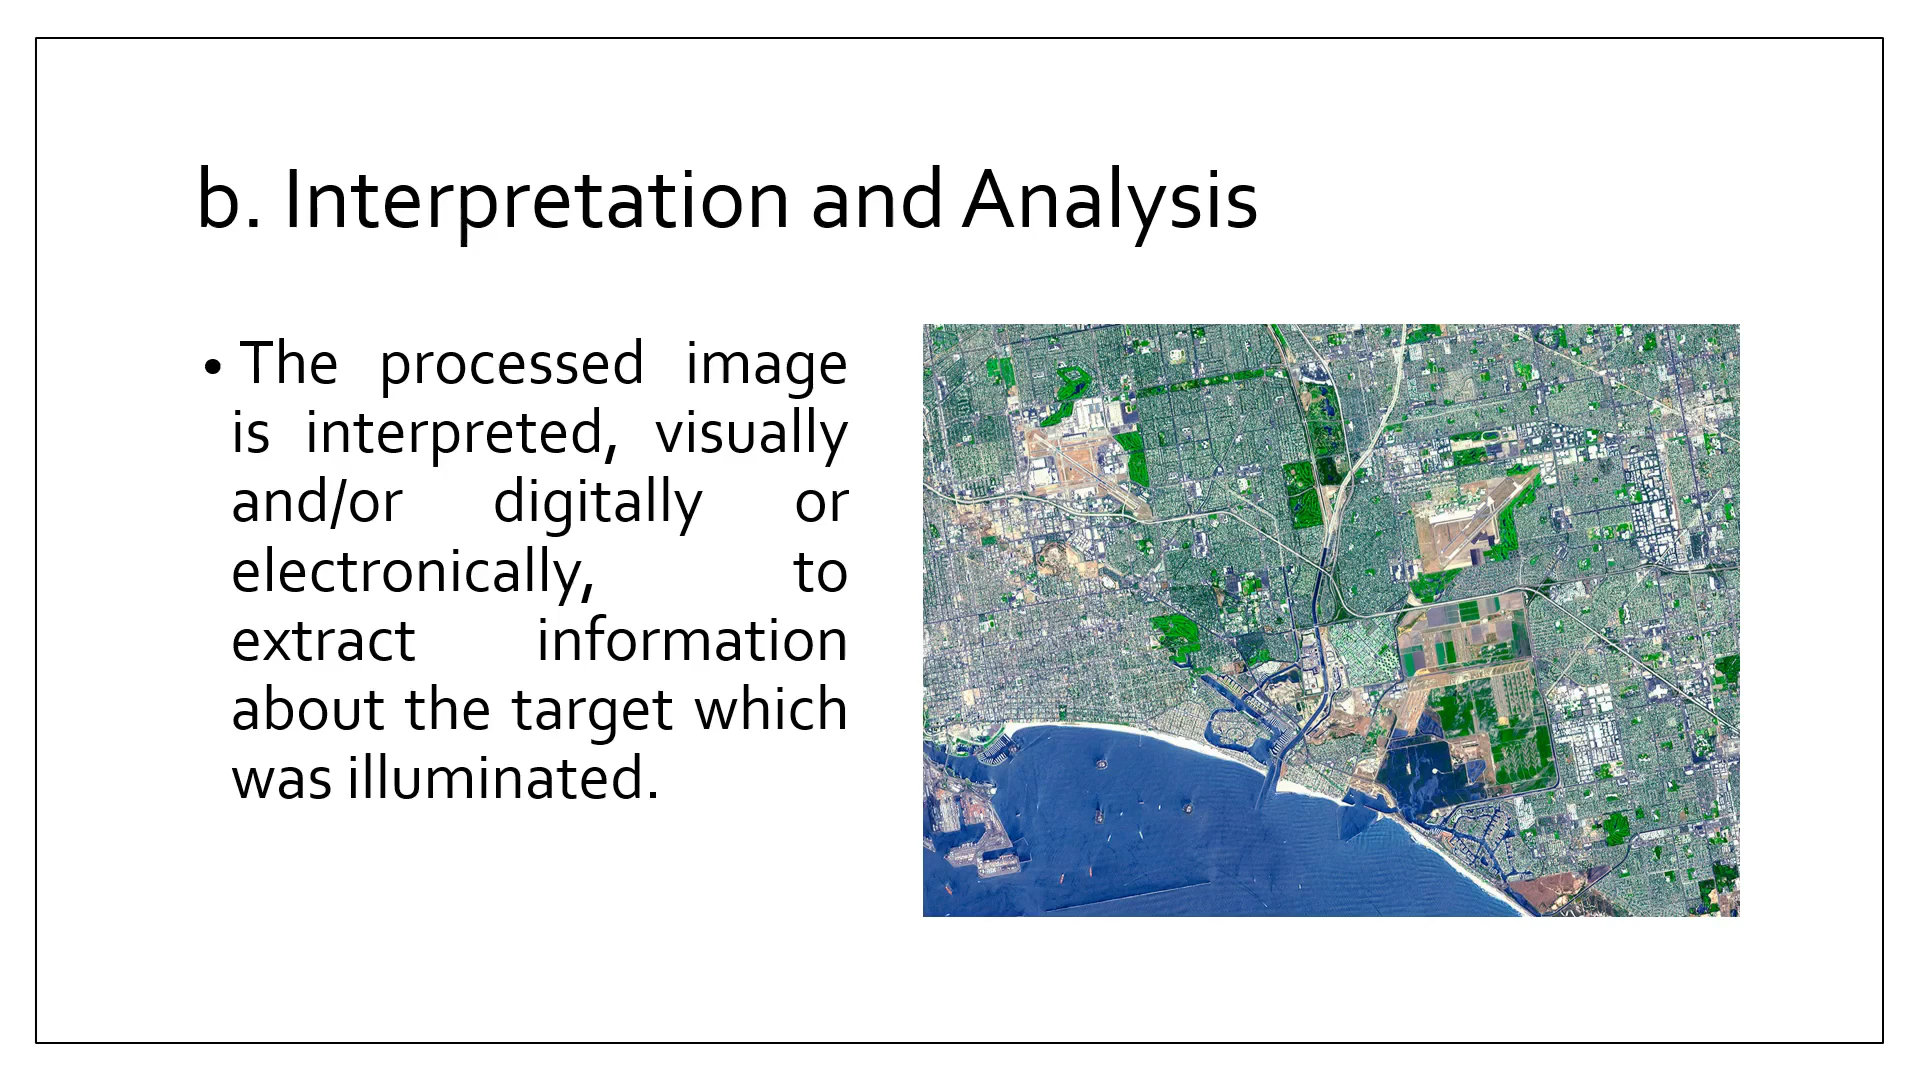 b. Interpretation and Analysis
• The processed image
is interpreted, visually
and/or digitally or
electronically, to
extract information
about the target which
was illuminated.